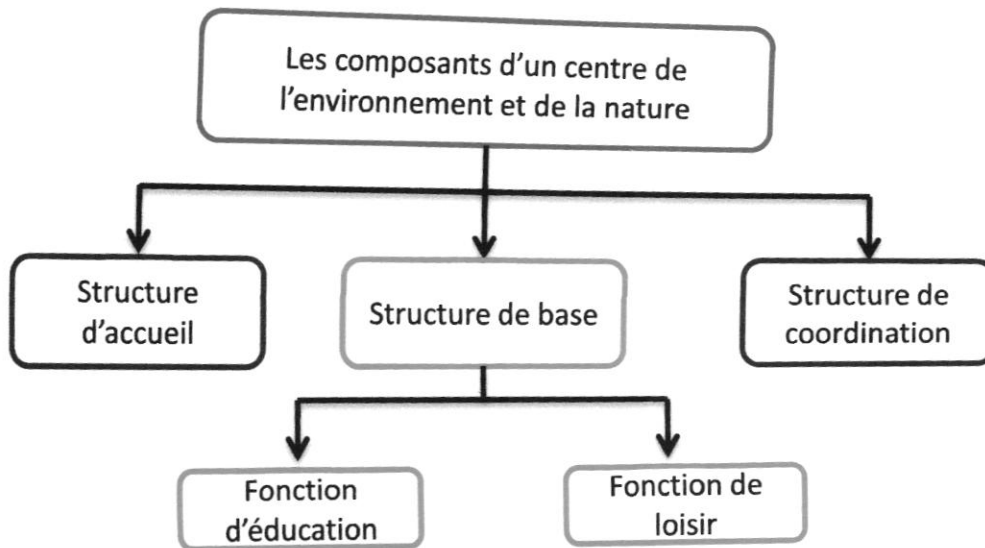 Les composants d'un centre de
l'environnement et de la nature
Structure
d'accueil
Structure de base
Structure de
coordination
Fonction
d'éducation
Fonction de
loisir